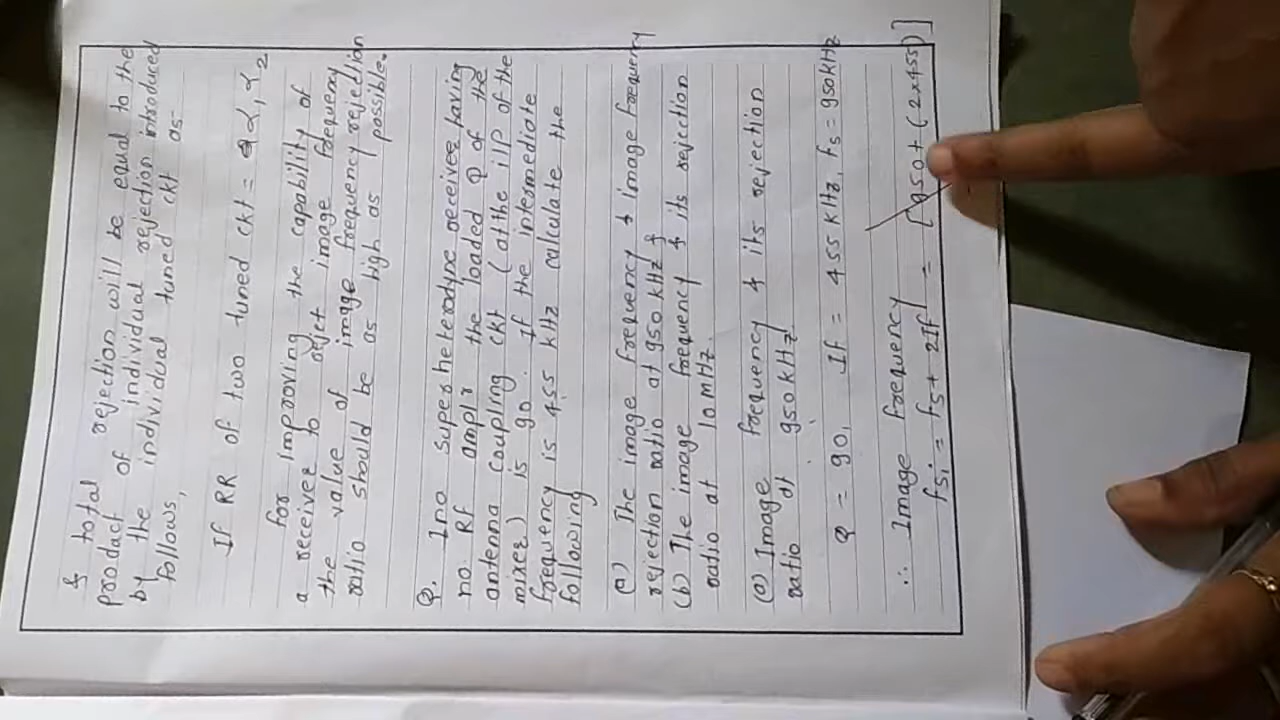 & total rejection will be equal to the
product of individual rejection introduced
by the individual tuned ckt as
follows,
If RR of two tuned ckt = α1 α2
for improving the capability of
a receiver to rejet image frequency
the value of image frequency rejection
ratio should be as high as possible.
Q. In a superheterodyne receiver having
no RF amplr the loaded Q of the
antenna coupling ckt (at the i/p of the
mixer) is 90. If the intermediate
frequency is 455 kHz calculate the
following
(a) The image frequency & image frequency
rejection ratio at 950 kHz &
(b) The image frequency & its rejection
ratio at 10 MHz.
(a) Image frequency & its rejection
ratio at 950 kHz
Q = 90, If = 455 kHz, fs = 950 kHz
∴ Image frequency
fsi = fs + 2If = [950 + (2×455)]